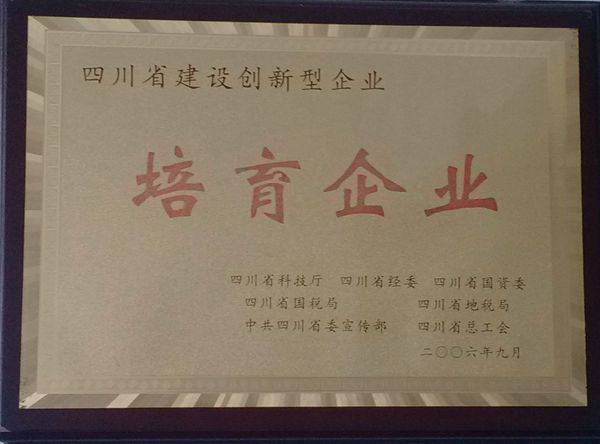 四川省建设创新型企业
培育企业
四川省科技厅 四川省经委 四川省国资委
四川省国税局 四川省地税局
中共四川省委宣传部 四川省总工会
二〇〇六年九月